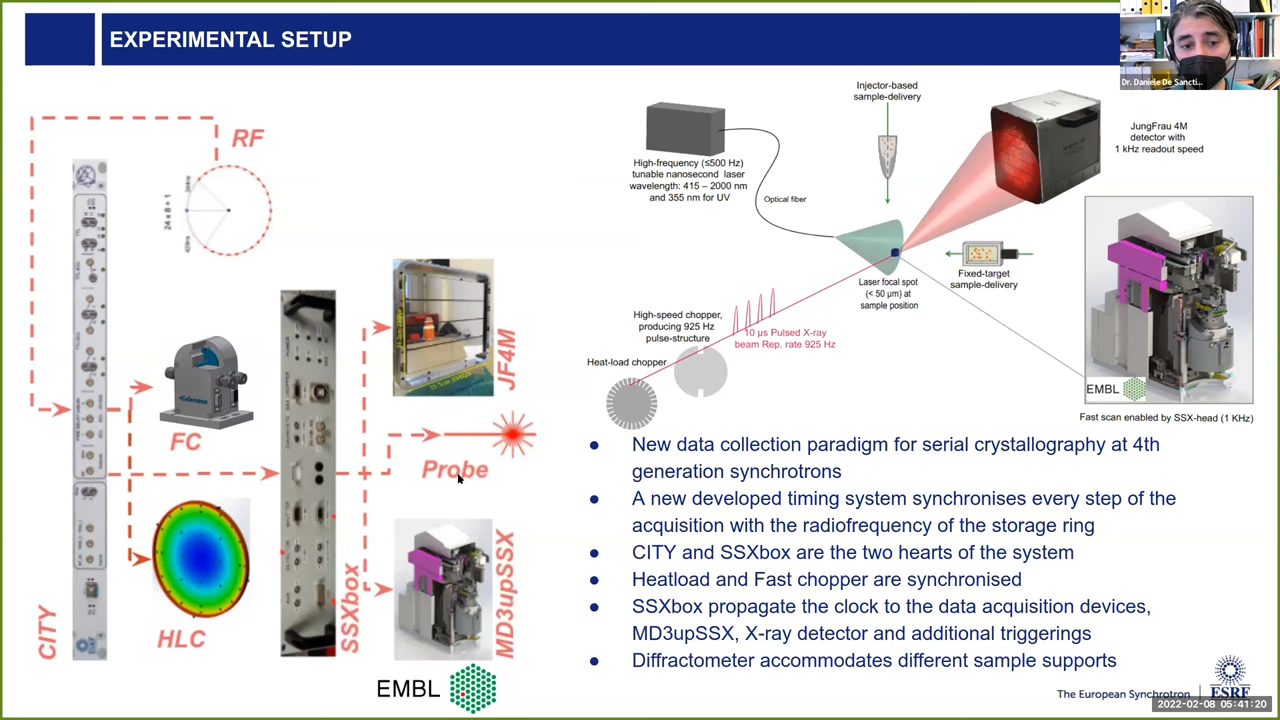 EXPERIMENTAL SETUP
Dr. Daniele De Sancti...
RF
24 x 8 + 1
FC
HLC
CITY
SSXbox
JF4M
Probe
MD3upSSX
EMBL
Injector-based
sample-delivery
High-frequency (≤500 Hz)
tunable nanosecond laser
wavelength: 415 – 2000 nm
and 355 nm for UV
Optical fiber
JungFrau 4M
detector with
1 kHz readout speed
Fixed-target
sample-delivery
Laser focal spot
(< 50 μm) at
sample position
High-speed chopper,
producing 925 Hz
pulse-structure
10 μs Pulsed X-ray
beam Rep. rate 925 Hz
Heat-load chopper
EMBL
Fast scan enabled by SSX-head (1 KHz)
● New data collection paradigm for serial crystallography at 4th
generation synchrotrons
● A new developed timing system synchronises every step of the
acquisition with the radiofrequency of the storage ring
● CITY and SSXbox are the two hearts of the system
● Heatload and Fast chopper are synchronised
● SSXbox propagate the clock to the data acquisition devices,
MD3upSSX, X-ray detector and additional triggerings
● Diffractometer accommodates different sample supports
The European Synchrotron
ESRF
2022-02-08 05:41:20